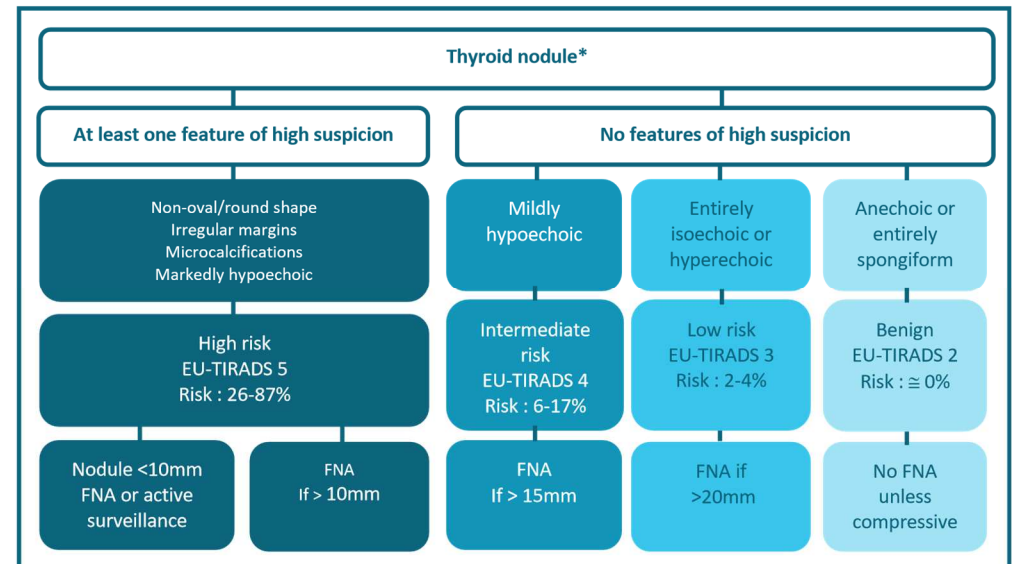 Thyroid nodule*
At least one feature of high suspicion
No features of high suspicion
Non-oval/round shape
Irregular margins
Microcalcifications
Markedly hypoechoic
Mildly
hypoechoic
Entirely
isoechoic or
hyperechoic
Anechoic or
entirely
spongiform
High risk
EU-TIRADS 5
Risk : 26-87%
Intermediate
risk
EU-TIRADS 4
Risk : 6-17%
Low risk
EU-TIRADS 3
Risk : 2-4%
Benign
EU-TIRADS 2
Risk : ≅ 0%
Nodule <10mm
FNA or active
surveillance
FNA
If > 10mm
FNA
If > 15mm
FNA if
>20mm
No FNA
unless
compressive